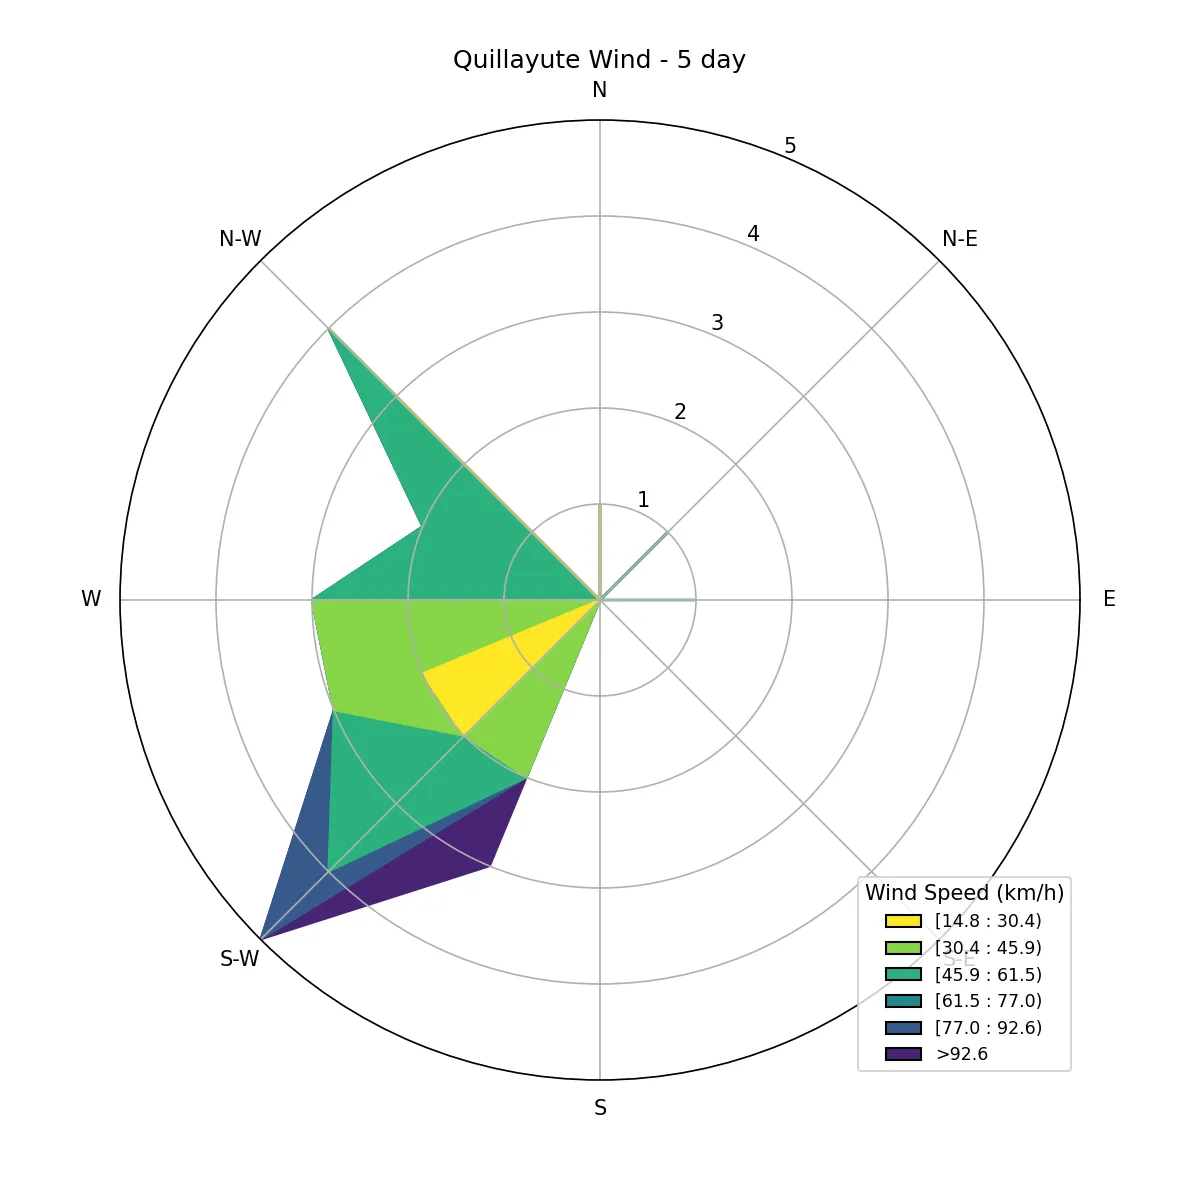 Quillayute Wind - 5 day
N
5
N-W
N-E
4
3
2
1
W
E
S-W
S-E
S
Wind Speed (km/h)
[14.8 : 30.4)
[30.4 : 45.9)
[45.9 : 61.5)
[61.5 : 77.0)
[77.0 : 92.6)
>92.6